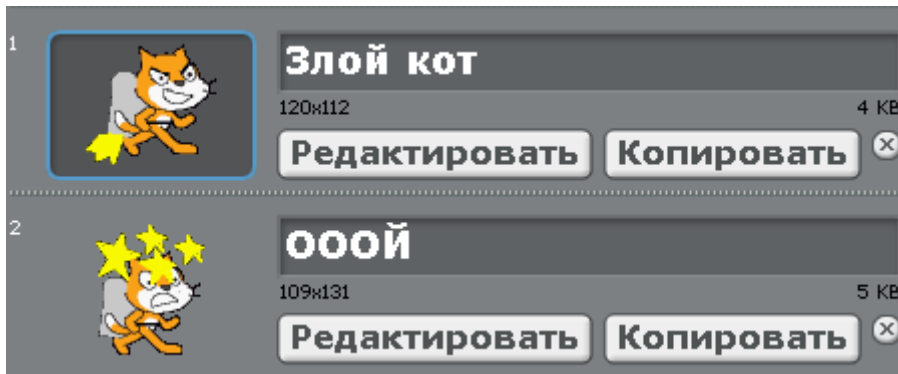 1
Злой кот
120x112 4 KB
Редактировать Копировать
2
ОООЙ
109x131 5 KB
Редактировать Копировать